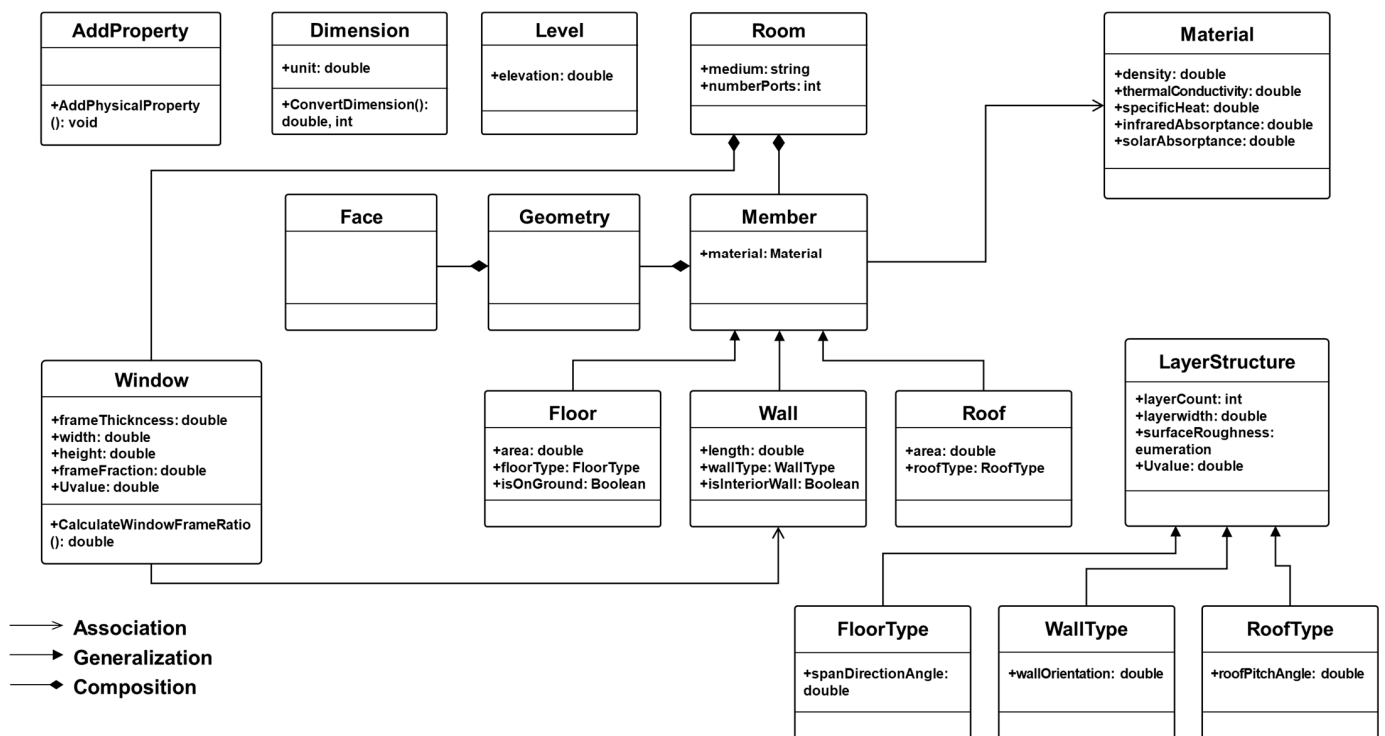 AddProperty
+AddPhysicalProperty
(): void
Dimension
+unit: double
+ConvertDimension():
double, int
Level
+elevation: double
Room
+medium: string
+numberPorts: int
Material
+density: double
+thermalConductivity: double
+specificHeat: double
+infraredAbsorptance: double
+solarAbsorptance: double
Face
Geometry
Member
+material: Material
Window
+frameThickncess: double
+width: double
+height: double
+frameFraction: double
+Uvalue: double
+CalculateWindowFrameRatio
(): double
Floor
+area: double
+floorType: FloorType
+isOnGround: Boolean
Wall
+length: double
+wallType: WallType
+isInteriorWall: Boolean
Roof
+area: double
+roofType: RoofType
LayerStructure
+layerCount: int
+layerwidth: double
+surfaceRoughness:
eumeration
+Uvalue: double
FloorType
+spanDirectionAngle:
double
WallType
+wallOrientation: double
RoofType
+roofPitchAngle: double
Association
Generalization
Composition